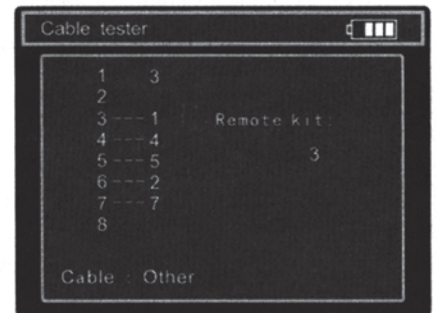 Cable tester
1 3
2
3 --- 1
4 --- 4
5 --- 5
6 --- 2
7 --- 7
8
Remote kit:
3
Cable : Other